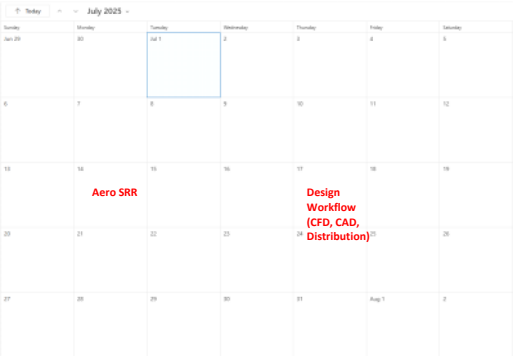 Today July 2025
Sunday Monday Tuesday Wednesday Thursday Friday Saturday
Jun 29 30 Jul 1 2 3 4 5
6 7 8 9 10 11 12
13 14 15 16 17 18 19
Aero SRR
Design
Workflow
(CFD, CAD,
Distribution)
20 21 22 23 24 25 26
27 28 29 30 31 Aug 1 2